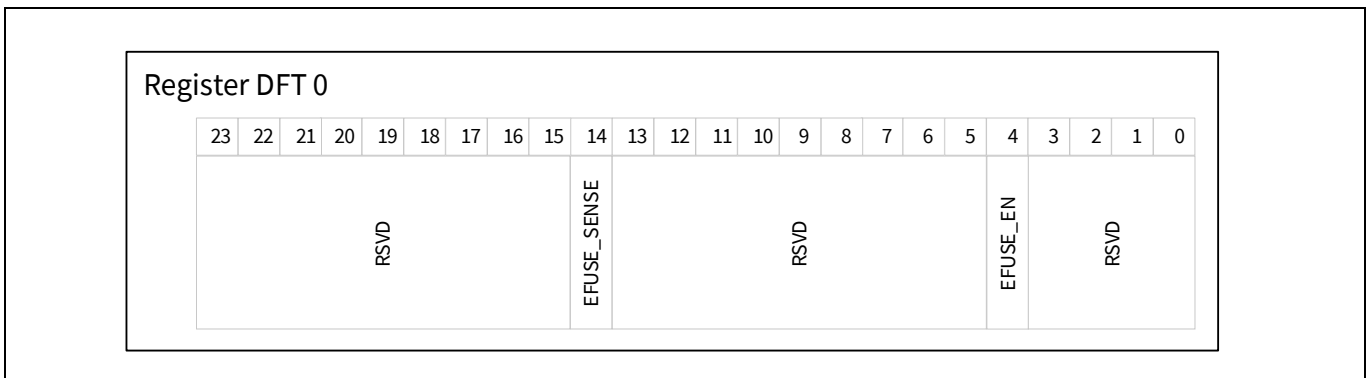 Register DFT 0
23 22 21 20 19 18 17 16 15 14 13 12 11 10 9 8 7 6 5 4 3 2 1 0
RSVD EFUSE_SENSE RSVD EFUSE_EN RSVD